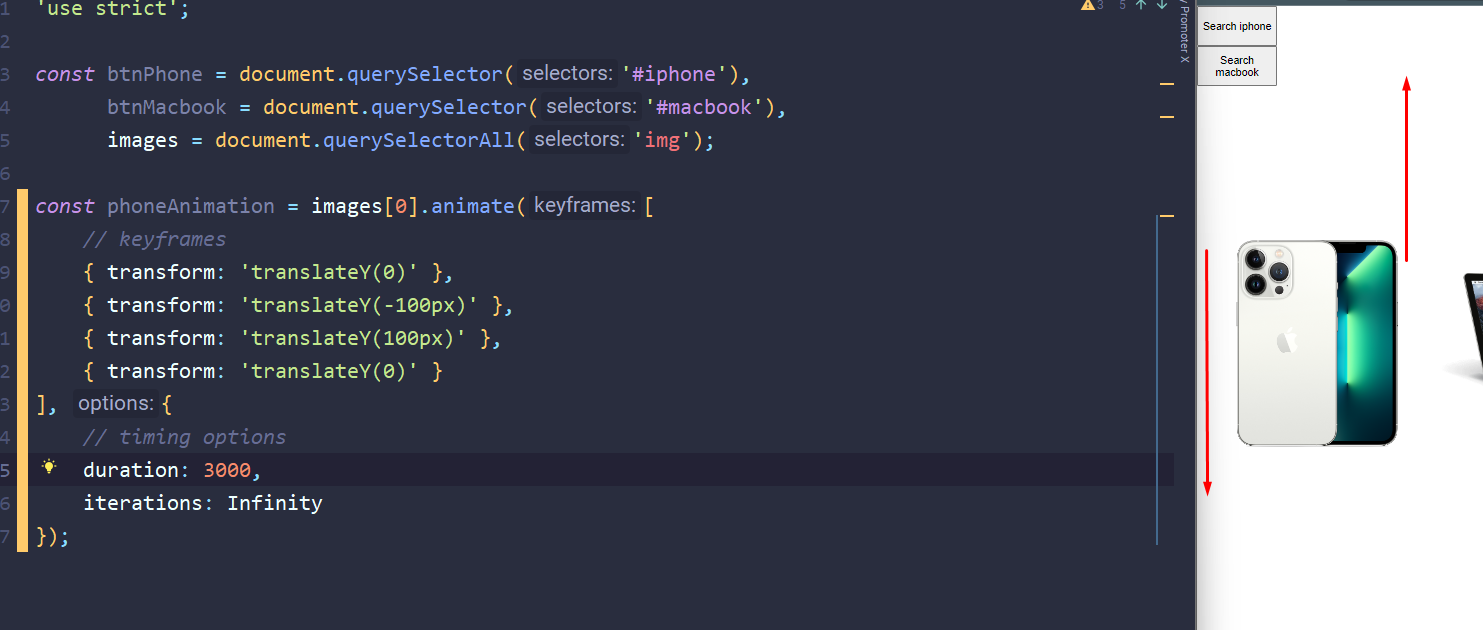 1 'use strict'; 3 5
2
3 const btnPhone = document.querySelector( selectors: '#iphone'),
4 btnMacbook = document.querySelector( selectors: '#macbook'),
5 images = document.querySelectorAll( selectors: 'img');
6
7 const phoneAnimation = images[0].animate( keyframes: [
8 // keyframes
9 { transform: 'translateY(0)' },
0 { transform: 'translateY(-100px)' },
1 { transform: 'translateY(100px)' },
2 { transform: 'translateY(0)' }
3 ], options: {
4 // timing options
5 duration: 3000,
6 iterations: Infinity
7 });
Promoter X
Search iphone
Search
macbook